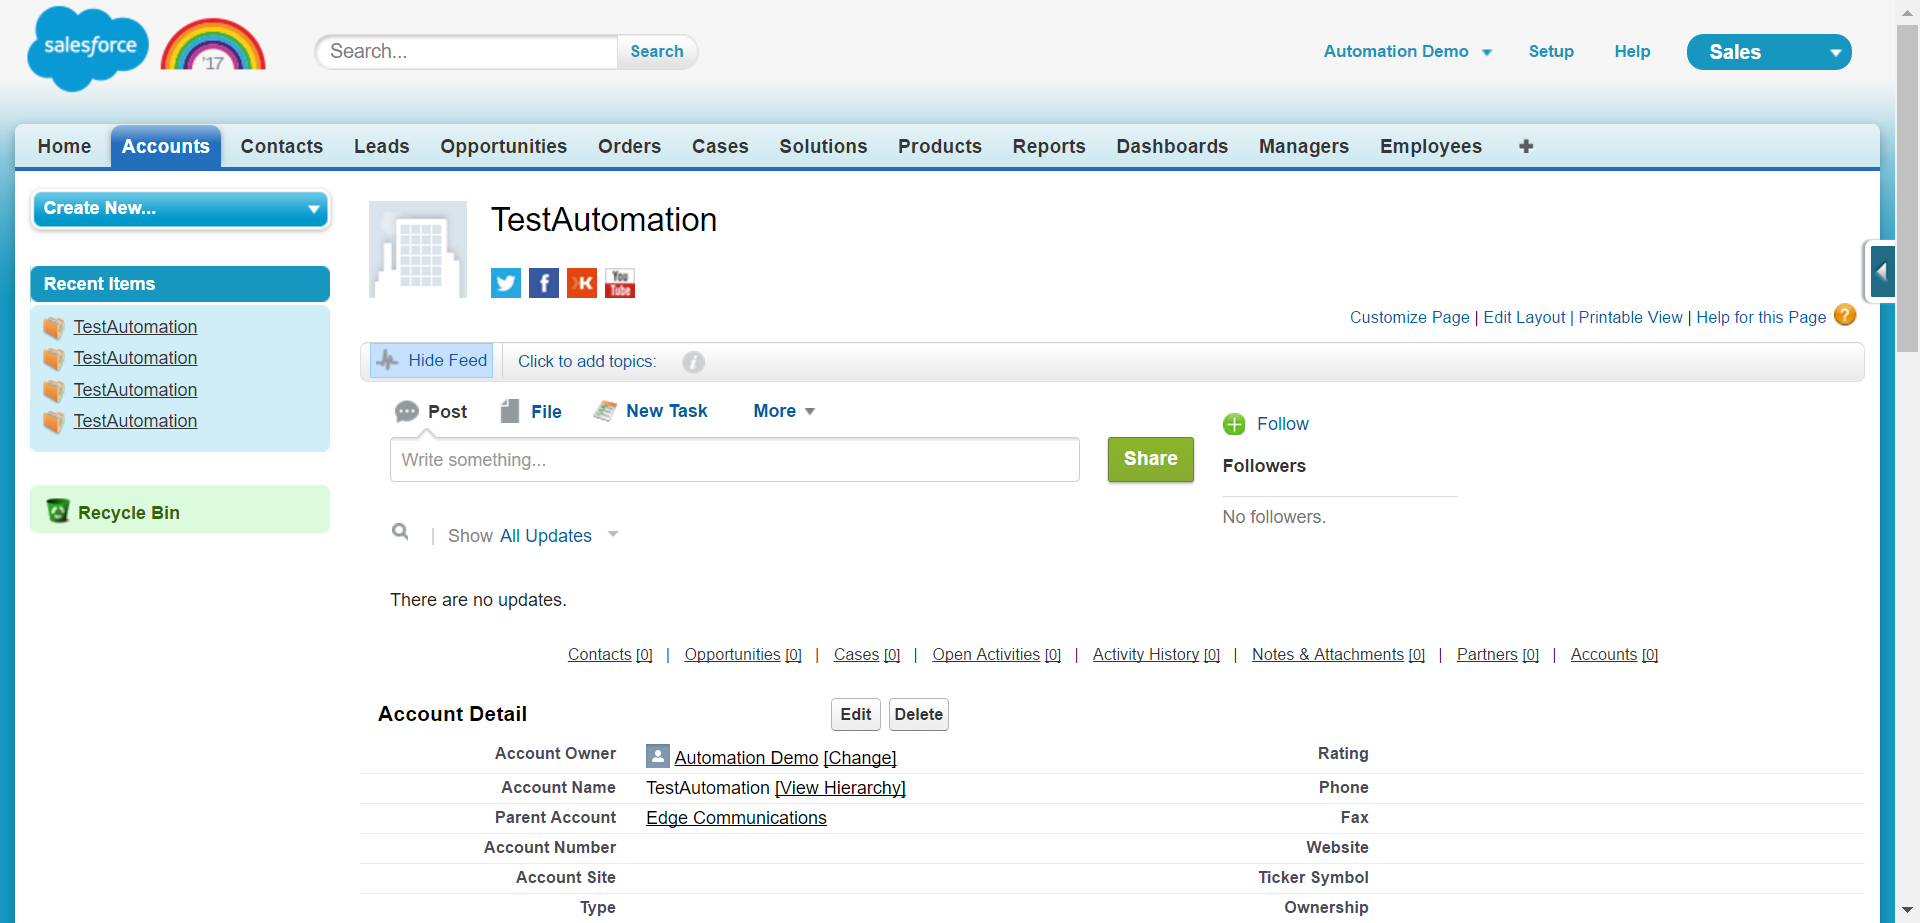 salesforce
'17
Search...
Search
Automation Demo
Setup
Help
Sales
Home
Accounts
Contacts
Leads
Opportunities
Orders
Cases
Solutions
Products
Reports
Dashboards
Managers
Employees
Create New...
Recent Items
TestAutomation
TestAutomation
TestAutomation
TestAutomation
Recycle Bin
TestAutomation
You
Tube
Customize Page | Edit Layout | Printable View | Help for this Page ?
Hide Feed
Click to add topics:
Post
File
New Task
More
Write something...
Share
Follow
Followers
No followers.
Show All Updates
There are no updates.
Contacts [0] | Opportunities [0] | Cases [0] | Open Activities [0] | Activity History [0] | Notes & Attachments [0] | Partners [0] | Accounts [0]
Account Detail
Edit
Delete
Account Owner Automation Demo [Change] Rating
Account Name TestAutomation [View Hierarchy] Phone
Parent Account Edge Communications Fax
Account Number Website
Account Site Ticker Symbol
Type Ownership